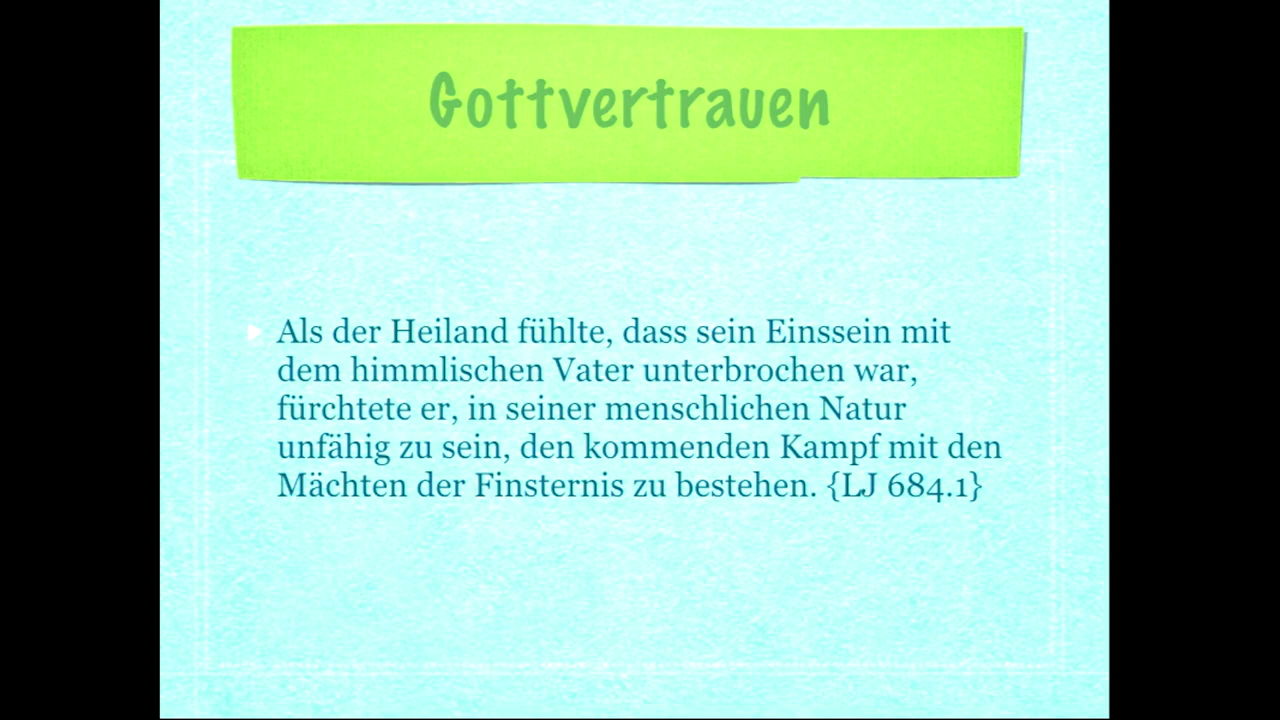 Gottvertrauen
Als der Heiland fühlte, dass sein Einssein mit
dem himmlischen Vater unterbrochen war,
fürchtete er, in seiner menschlichen Natur
unfähig zu sein, den kommenden Kampf mit den
Mächten der Finsternis zu bestehen. {LJ 684.1}